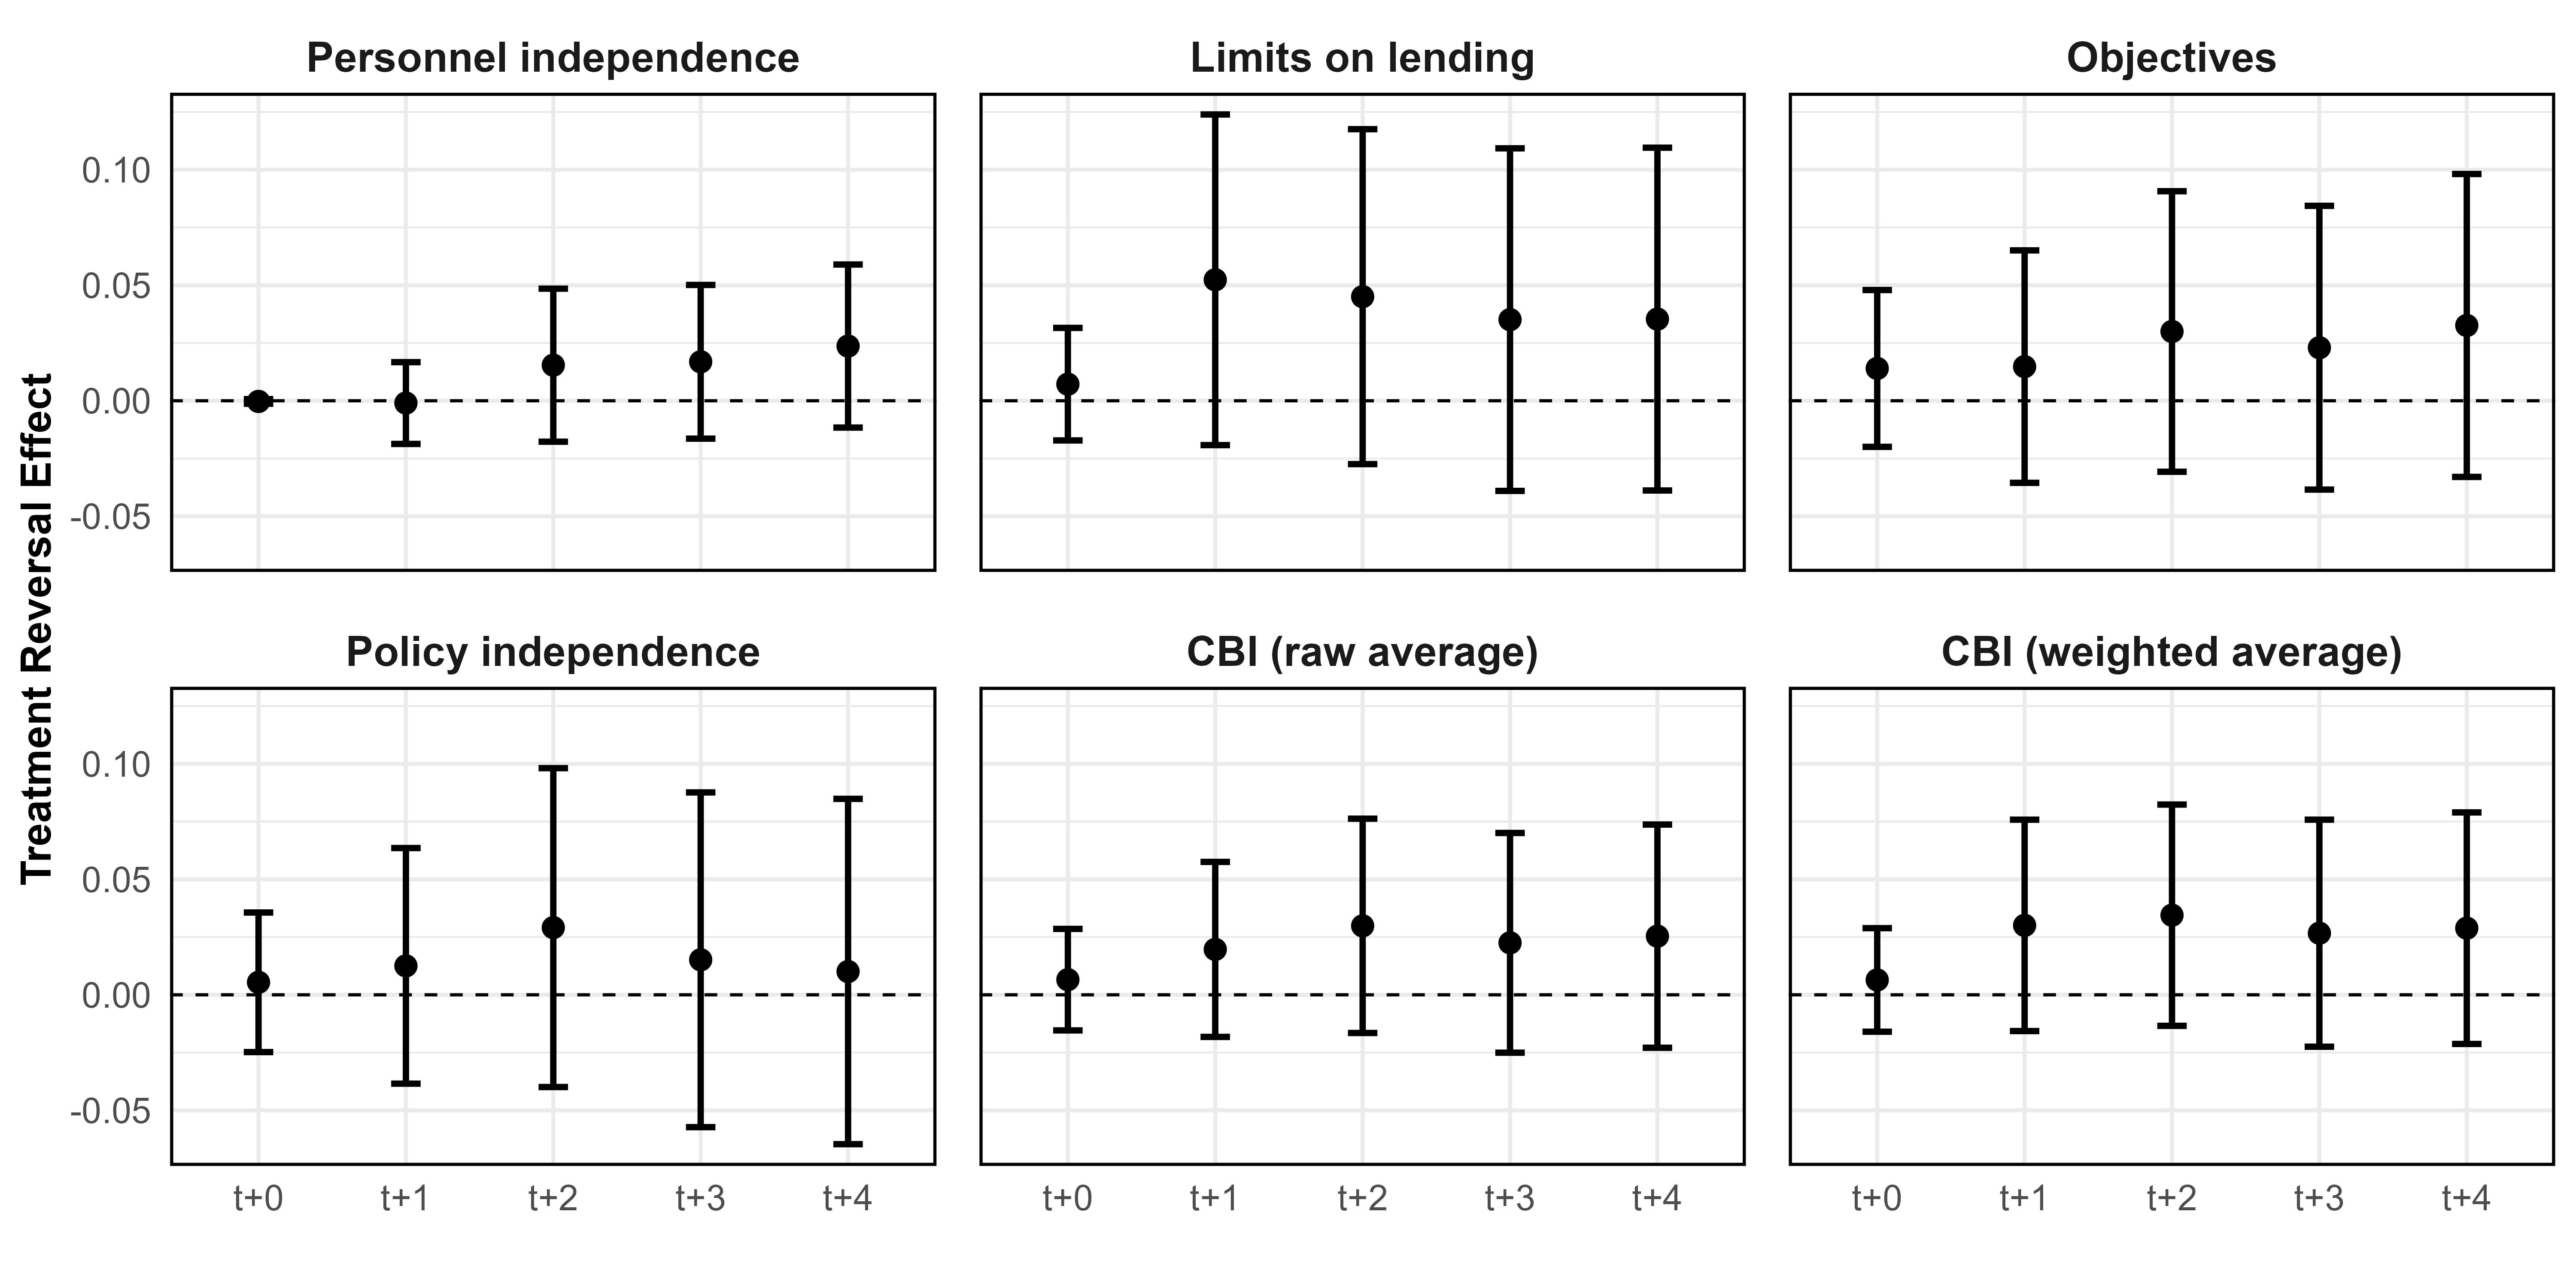 Personnel independence
Limits on lending
Objectives
0.10
0.05
0.00
-0.05
Treatment Reversal Effect
Policy independence
CBI (raw average)
CBI (weighted average)
0.10
0.05
0.00
-0.05
t+0 t+1 t+2 t+3 t+4
t+0 t+1 t+2 t+3 t+4
t+0 t+1 t+2 t+3 t+4